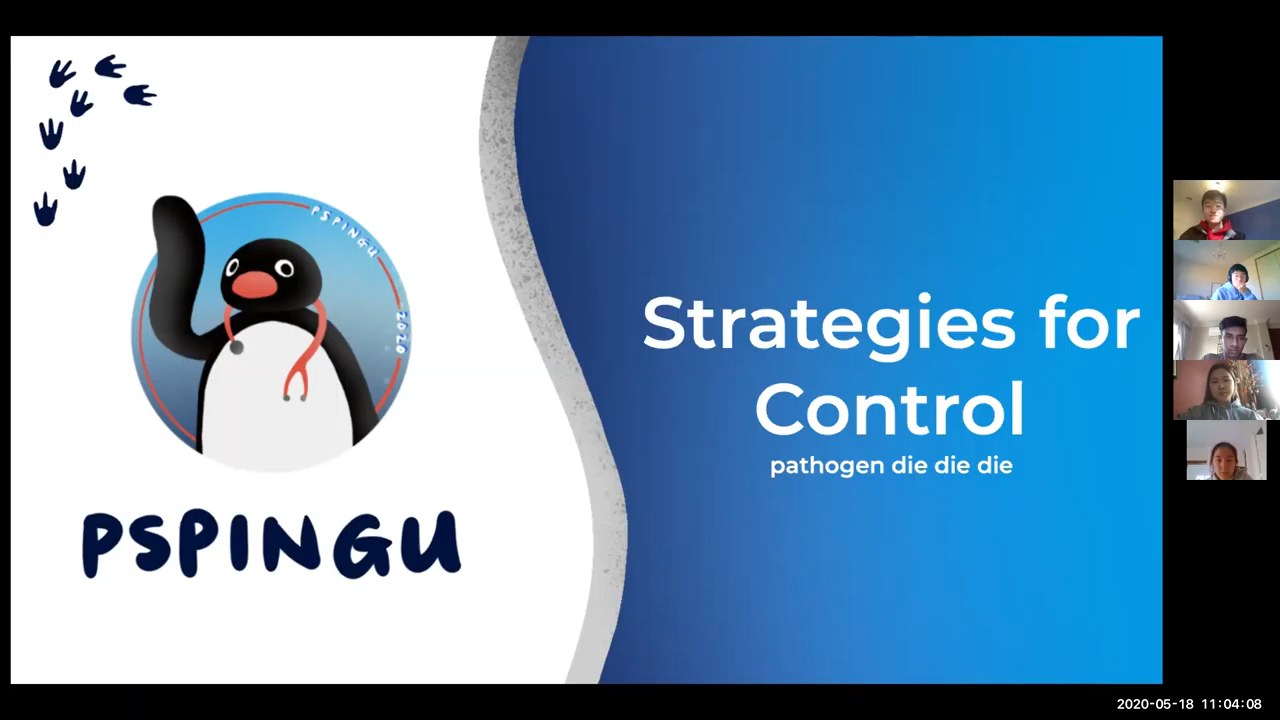 PSPINGU
2020
PSPINGU
Strategies for
Control
pathogen die die die
2020-05-18 11:04:08